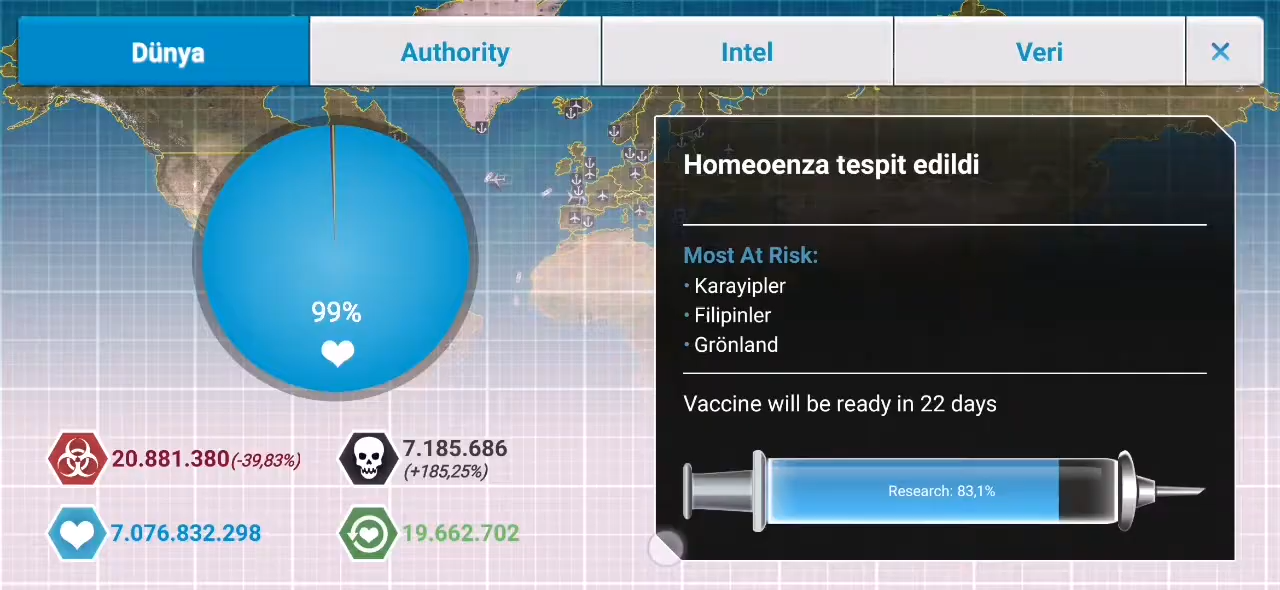 Dünya
Authority
Intel
Veri
99%
20.881.380 (-39,83%)
7.185.686
(+185,25%)
7.076.832.298
19.662.702
Homeoenza tespit edildi
Most At Risk:
• Karayipler
• Filipinler
• Grönland
Vaccine will be ready in 22 days
Research: 83,1%